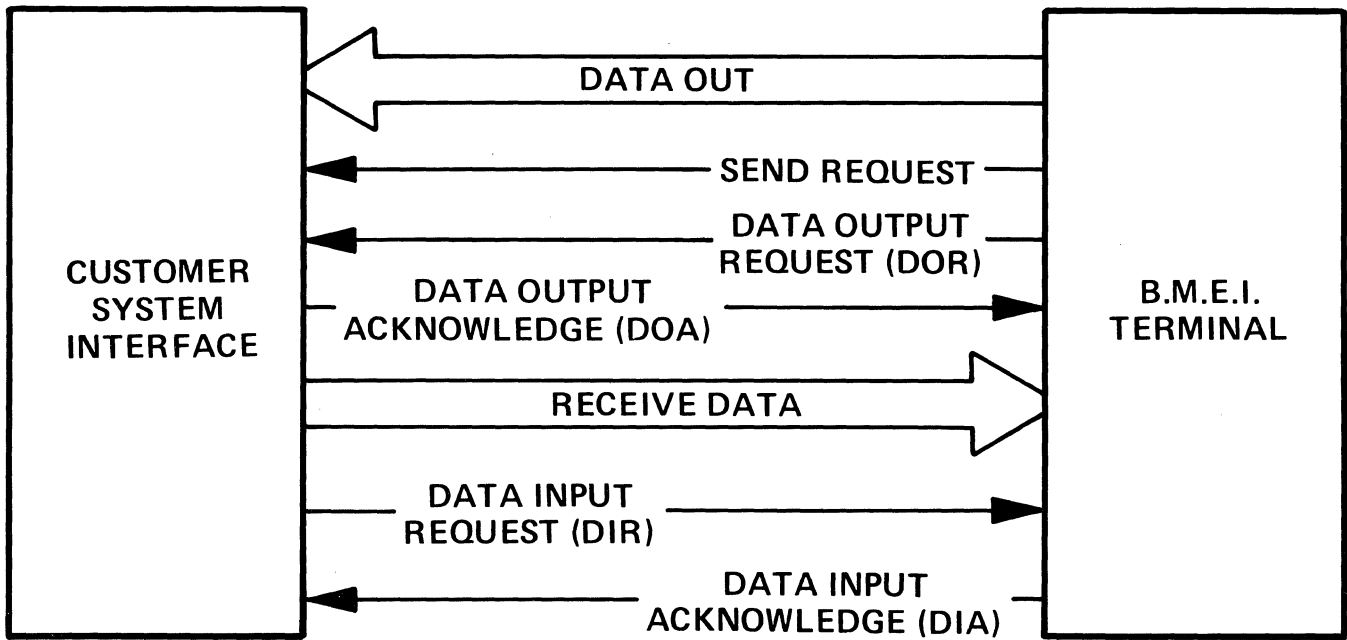 DATA OUT
SEND REQUEST
DATA OUTPUT
REQUEST (DOR)
CUSTOMER
SYSTEM
INTERFACE
DATA OUTPUT
ACKNOWLEDGE (DOA)
B.M.E.I.
TERMINAL
RECEIVE DATA
DATA INPUT
REQUEST (DIR)
DATA INPUT
ACKNOWLEDGE (DIA)